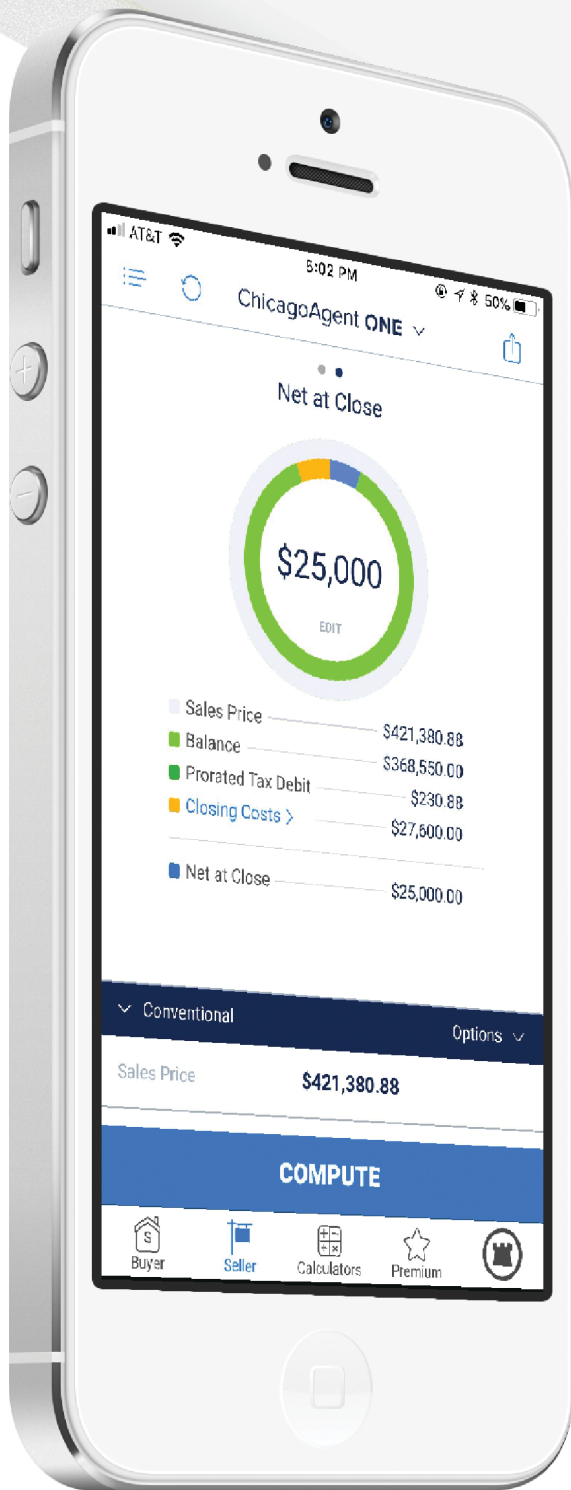 AT&T 6:02 PM 50%
ChicagoAgent ONE
Net at Close
$25,000
EDIT
Sales Price $421,380.88
Balance $368,550.00
Prorated Tax Debit $230.88
Closing Costs > $27,600.00
Net at Close $25,000.00
Conventional Options
Sales Price $421,380.88
COMPUTE
Buyer Seller Calculators Premium